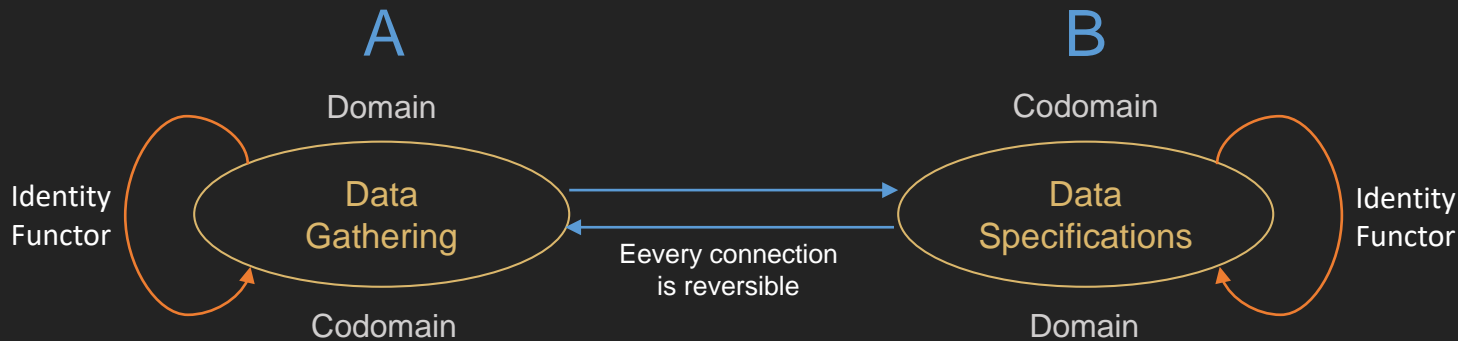 A
B
Domain
Codomain
Identity
Functor
Data
Gathering
Eevery connection
is reversible
Data
Specifications
Identity
Functor
Codomain
Domain